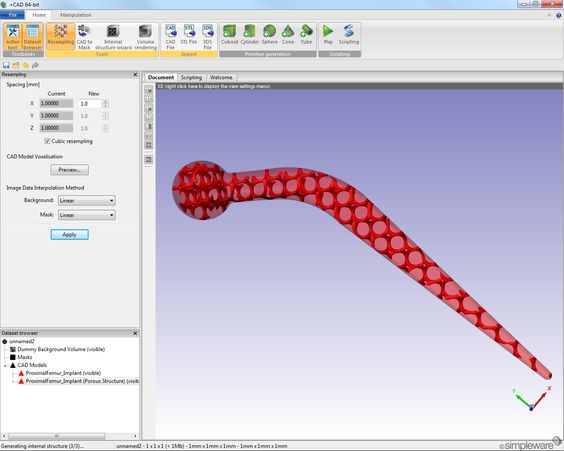 +CAD 64-bit
File Home Manipulation
Active tool Dataset browser Resampling CAD to Mask Internal structure wizard Volume rendering CAD File STL File 3DS File Cuboid Cylinder Sphere Cone Tube Play Scripting
Toolboxes Tools Import Primitive generation Scripting
Resampling
Document Scripting Welcome
3D (right click here to display the view settings menu)
Spacing [mm]
Current New
X 1.00000 1.0
Y 1.00000 1.0
Z 1.00000 1.0
Cubic resampling
CAD Model Voxelisation
Preview...
Image Data Interpolation Method
Background: Linear
Mask: Linear
Apply
Dataset browser
unnamed2
Dummy Background Volume (visible)
Masks
CAD Models
ProximalFemur_Implant (visible)
ProximalFemur_Implant (Porous Structure) (visib
Y X
Generating internal structure (3/3)... unnamed2 - 1 x 1 x 1 (< 1Mb) - 1mm x 1mm x 1mm - 1mm x 1mm x 1mm
©simpleware